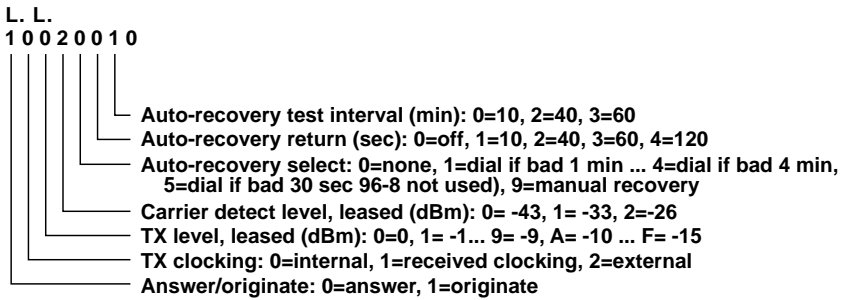 L. L.
1 0 0 2 0 0 1 0
Auto-recovery test interval (min): 0=10, 2=40, 3=60
Auto-recovery return (sec): 0=off, 1=10, 2=40, 3=60, 4=120
Auto-recovery select: 0=none, 1=dial if bad 1 min ... 4=dial if bad 4 min,
5=dial if bad 30 sec 96-8 not used), 9=manual recovery
Carrier detect level, leased (dBm): 0= -43, 1= -33, 2=-26
TX level, leased (dBm): 0=0, 1= -1... 9= -9, A= -10 ... F= -15
TX clocking: 0=internal, 1=received clocking, 2=external
Answer/originate: 0=answer, 1=originate